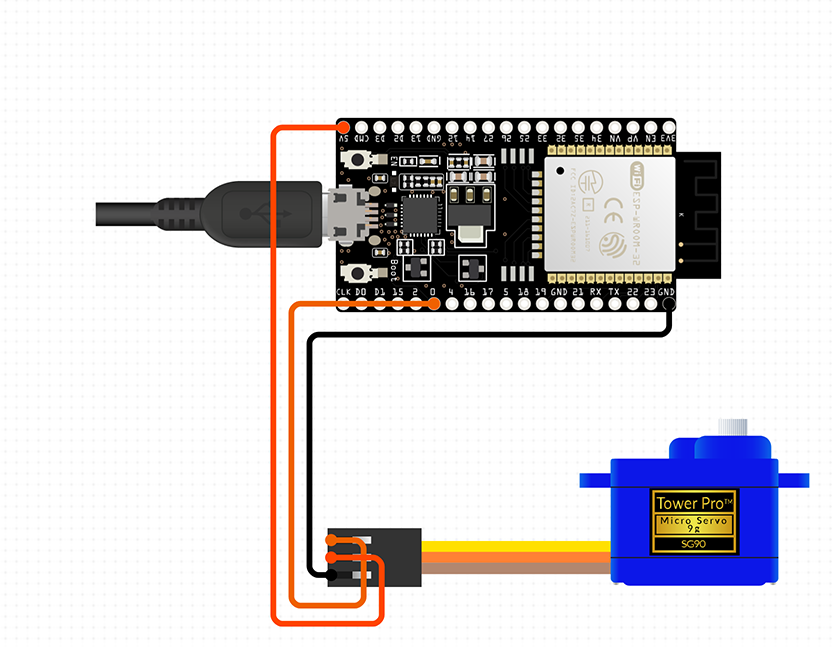 5V CMD D3 D2 13 GND 12 14 27 26 25 33 32 35 34 VN VP EN 3V3
EN
WiFi
ESP-WROOM-32
CE
Boot
CLK D0 D1 15 2 0 4 16 17 5 18 19 GND 21 RX TX 22 23 GND
Tower Pro™
Micro Servo
9g
SG90